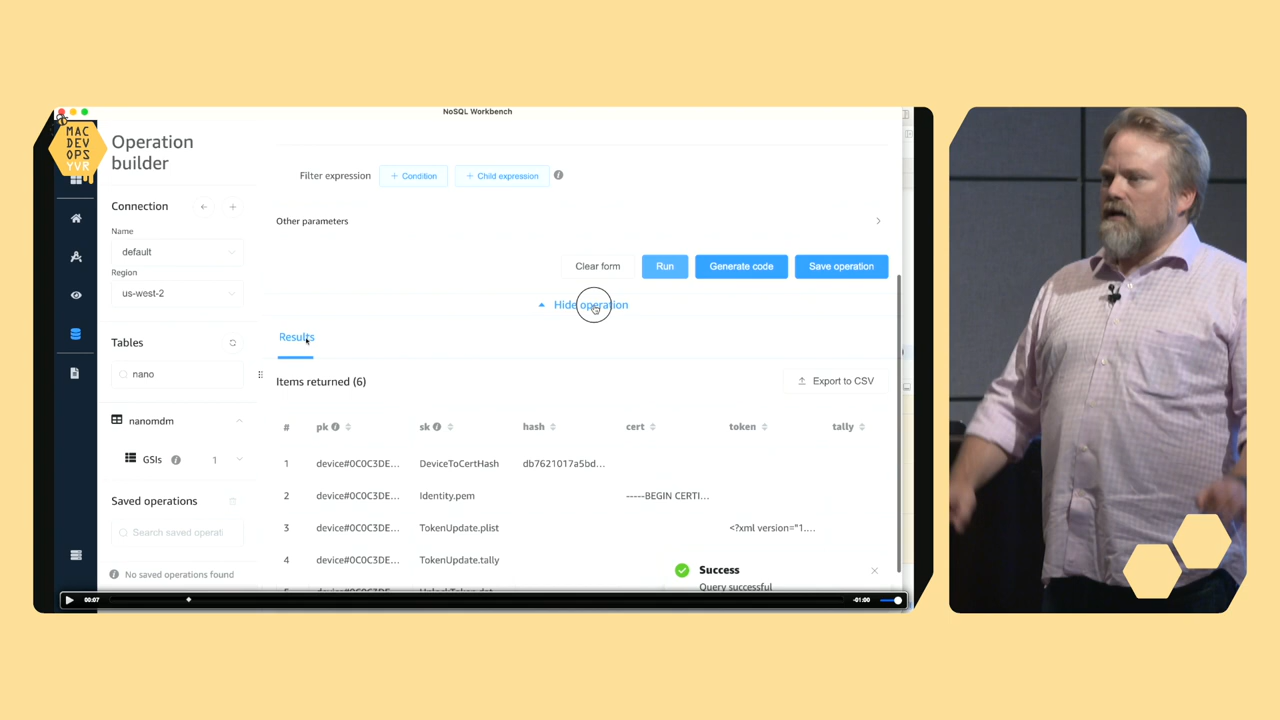 NoSQL Workbench
MAC
DEV
OPS
YVR
Operation
builder
Connection
Name
default
Region
us-west-2
Tables
nano
nanomdm
GSIs
1
Saved operations
Search saved operati
No saved operations found
Filter expression
+ Condition
+ Child expression
Other parameters
Clear form
Run
Generate code
Save operation
Hide operation
Results
Items returned (6)
Export to CSV
# pk sk hash cert token tally
1 device#0C0C3DE... DeviceToCertHash db7621017a5bd...
2 device#0C0C3DE... Identity.pem -----BEGIN CERTI...
3 device#0C0C3DE... TokenUpdate.plist <?xml version="1....
4 device#0C0C3DE... TokenUpdate.tally
Success
Query successful
00:07
-01:00